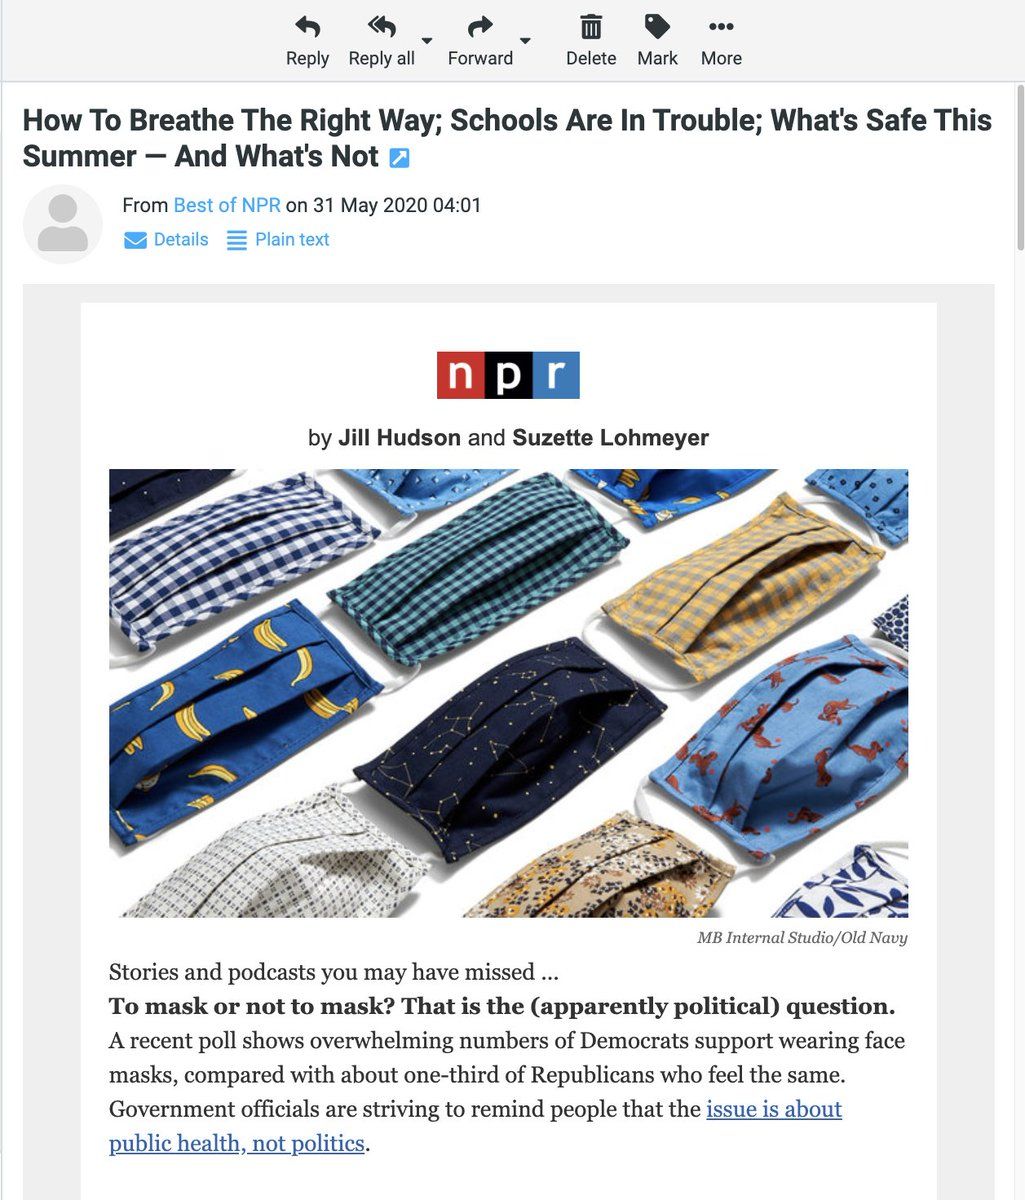 Reply
Reply all
Forward
Delete
Mark
More
How To Breathe The Right Way; Schools Are In Trouble; What's Safe This
Summer — And What's Not
From Best of NPR on 31 May 2020 04:01
Details
Plain text
npr
by Jill Hudson and Suzette Lohmeyer
MB Internal Studio/Old Navy
Stories and podcasts you may have missed ...
To mask or not to mask? That is the (apparently political) question.
A recent poll shows overwhelming numbers of Democrats support wearing face
masks, compared with about one-third of Republicans who feel the same.
Government officials are striving to remind people that the issue is about
public health, not politics.